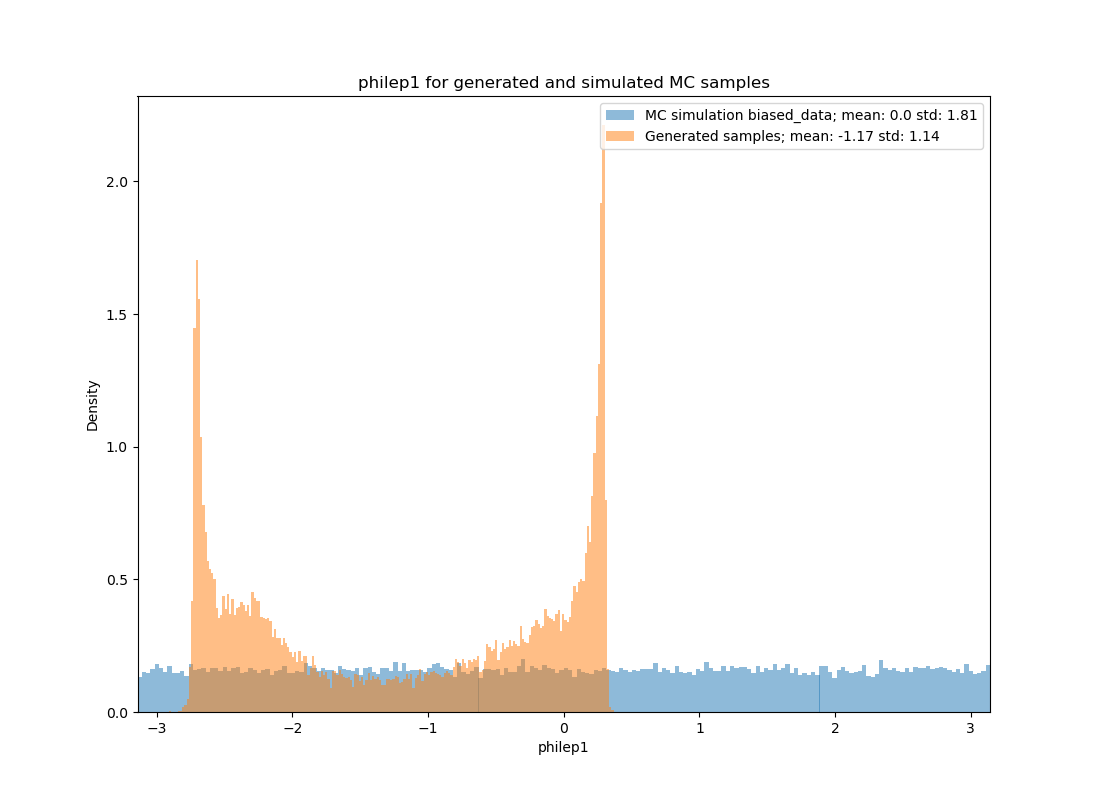 philep1 for generated and simulated MC samples
MC simulation biased_data; mean: 0.0 std: 1.81
Generated samples; mean: -1.17 std: 1.14
Density
2.0
1.5
1.0
0.5
0.0
−3
−2
−1
0
1
2
3
philep1